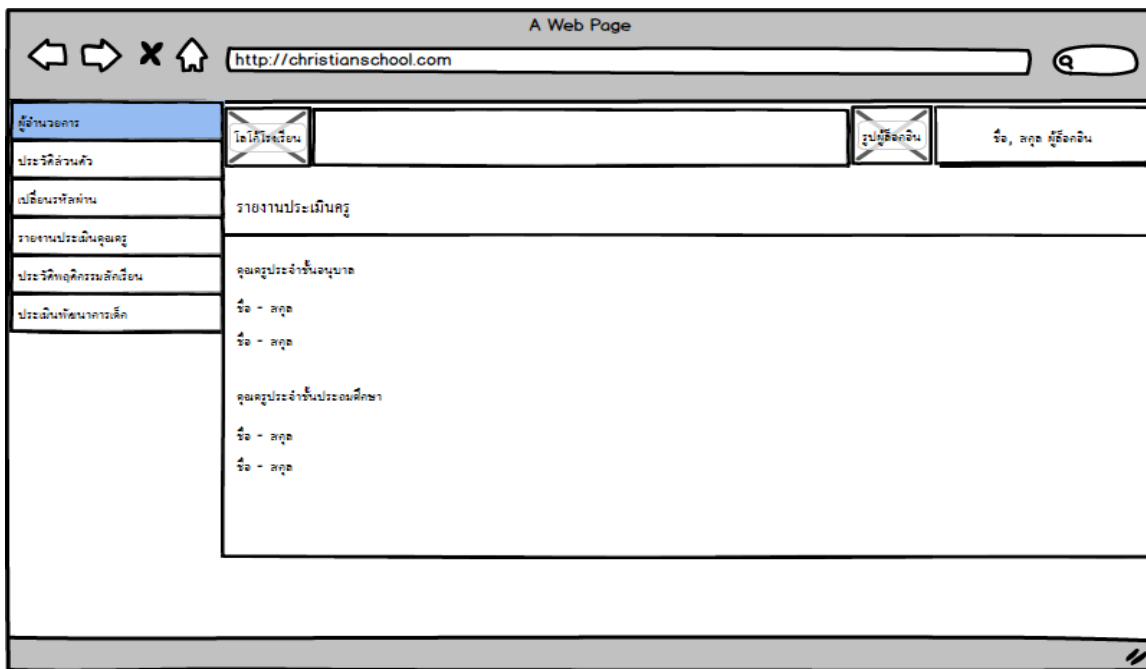 A Web Page
http://christianschool.com
ผู้อำนวยการ
ประวัติส่วนตัว
เปลี่ยนรหัสผ่าน
รายงานประเมินคุณครู
ประวัติพฤติกรรมลักเรียน
ประเมินพัฒนาการเด็ก
โลโก้โรงเรียน
รูปผู้ล็อคอิน
ชื่อ, สกุล ผู้ล็อคอิน
รายงานประเมินครู
คุณครูประจำชั้นอนุบาล
ชื่อ - สกุล
ชื่อ - สกุล
คุณครูประจำชั้นประถมศึกษา
ชื่อ - สกุล
ชื่อ - สกุล